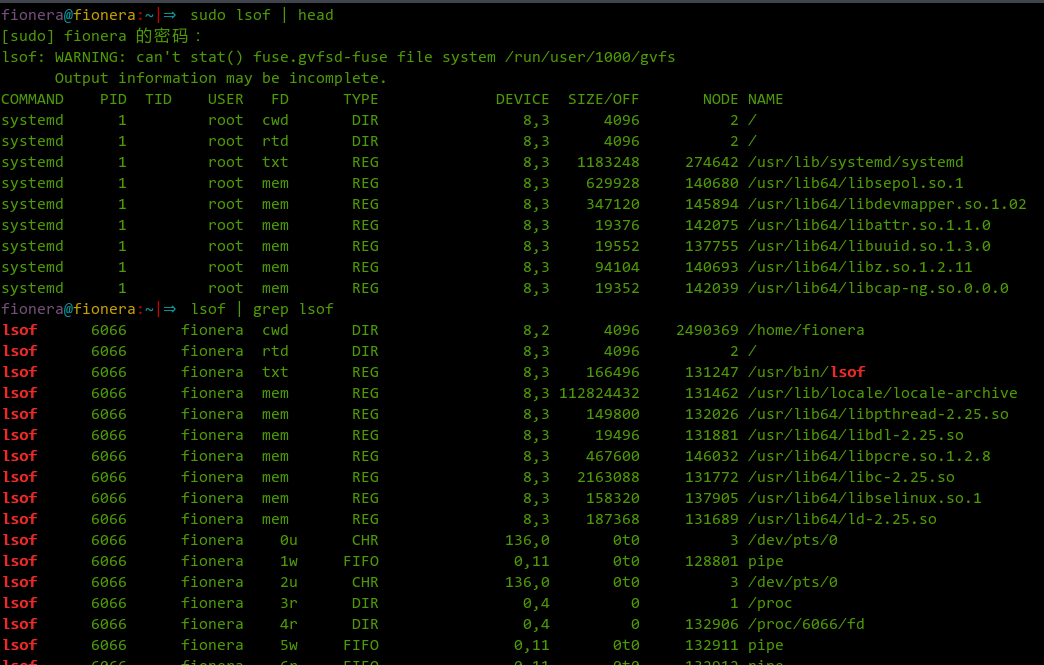 fionera@fionera:~|⇒  sudo lsof | head
[sudo] fionera 的密码：
lsof: WARNING: can't stat() fuse.gvfsd-fuse file system /run/user/1000/gvfs
      Output information may be incomplete.
COMMAND    PID  TID    USER   FD      TYPE             DEVICE  SIZE/OFF       NODE NAME
systemd      1         root  cwd       DIR                8,3      4096          2 /
systemd      1         root  rtd       DIR                8,3      4096          2 /
systemd      1         root  txt       REG                8,3   1183248     274642 /usr/lib/systemd/systemd
systemd      1         root  mem       REG                8,3    629928     140680 /usr/lib64/libsepol.so.1
systemd      1         root  mem       REG                8,3    347120     145894 /usr/lib64/libdevmapper.so.1.02
systemd      1         root  mem       REG                8,3     19376     142075 /usr/lib64/libattr.so.1.1.0
systemd      1         root  mem       REG                8,3     19552     137755 /usr/lib64/libuuid.so.1.3.0
systemd      1         root  mem       REG                8,3     94104     140693 /usr/lib64/libz.so.1.2.11
systemd      1         root  mem       REG                8,3     19352     142039 /usr/lib64/libcap-ng.so.0.0.0
fionera@fionera:~|⇒  lsof | grep lsof
lsof      6066      fionera  cwd       DIR                8,2      4096    2490369 /home/fionera
lsof      6066      fionera  rtd       DIR                8,3      4096          2 /
lsof      6066      fionera  txt       REG                8,3    166496     131247 /usr/bin/lsof
lsof      6066      fionera  mem       REG                8,3 112824432     131462 /usr/lib/locale/locale-archive
lsof      6066      fionera  mem       REG                8,3    149800     132026 /usr/lib64/libpthread-2.25.so
lsof      6066      fionera  mem       REG                8,3     19496     131881 /usr/lib64/libdl-2.25.so
lsof      6066      fionera  mem       REG                8,3    467600     146032 /usr/lib64/libpcre.so.1.2.8
lsof      6066      fionera  mem       REG                8,3   2163088     131772 /usr/lib64/libc-2.25.so
lsof      6066      fionera  mem       REG                8,3    158320     137905 /usr/lib64/libselinux.so.1
lsof      6066      fionera  mem       REG                8,3    187368     131689 /usr/lib64/ld-2.25.so
lsof      6066      fionera    0u      CHR              136,0       0t0          3 /dev/pts/0
lsof      6066      fionera    1w     FIFO               0,11       0t0     128801 pipe
lsof      6066      fionera    2u      CHR              136,0       0t0          3 /dev/pts/0
lsof      6066      fionera    3r      DIR                0,4         0          1 /proc
lsof      6066      fionera    4r      DIR                0,4         0     132906 /proc/6066/fd
lsof      6066      fionera    5w     FIFO               0,11       0t0     132911 pipe